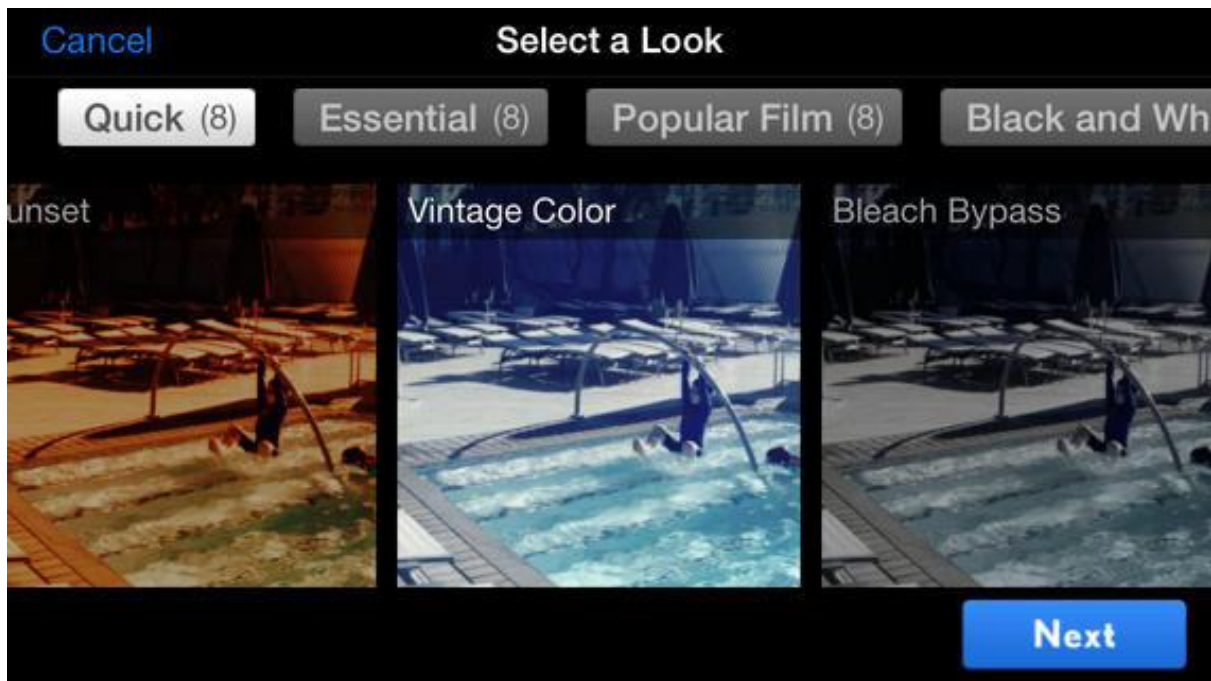 Cancel
Select a Look
Quick (8)
Essential (8)
Popular Film (8)
Black and Wh
unset
Vintage Color
Bleach Bypass
Next